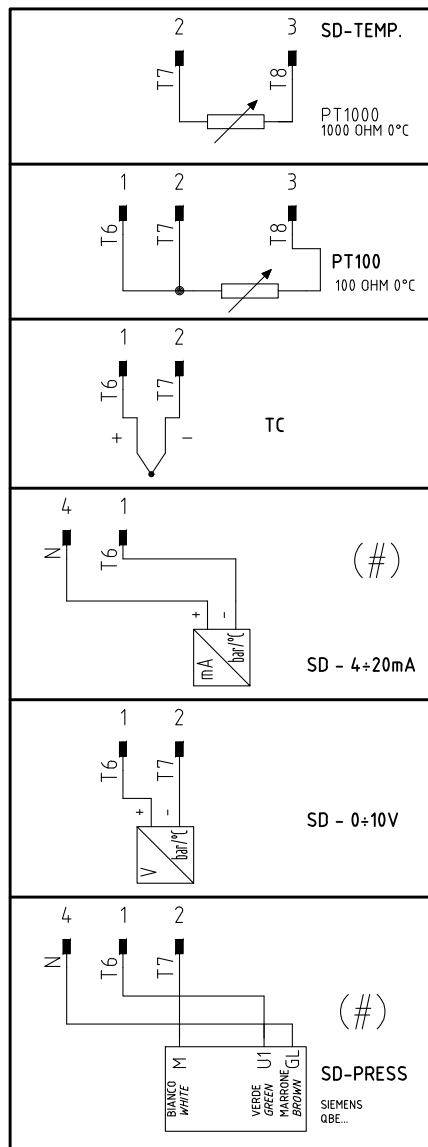 2 3 SD-TEMP.
T7 T8
PT1000
1000 OHM 0°C
1 2 3
T6 T7 T8
PT100
100 OHM 0°C
1 2
T6 T7
+ -
TC
4 1
N T6
(#)
+ -
mA bar/°C
SD - 4÷20mA
1 2
T6 T7
+ -
V bar/°C
SD - 0÷10V
4 1 2
N T6 T7
(#)
M U1 GL
BIANCO VERDE MARRONE
WHITE GREEN BROWN
SD-PRESS
SIEMENS
QBE...